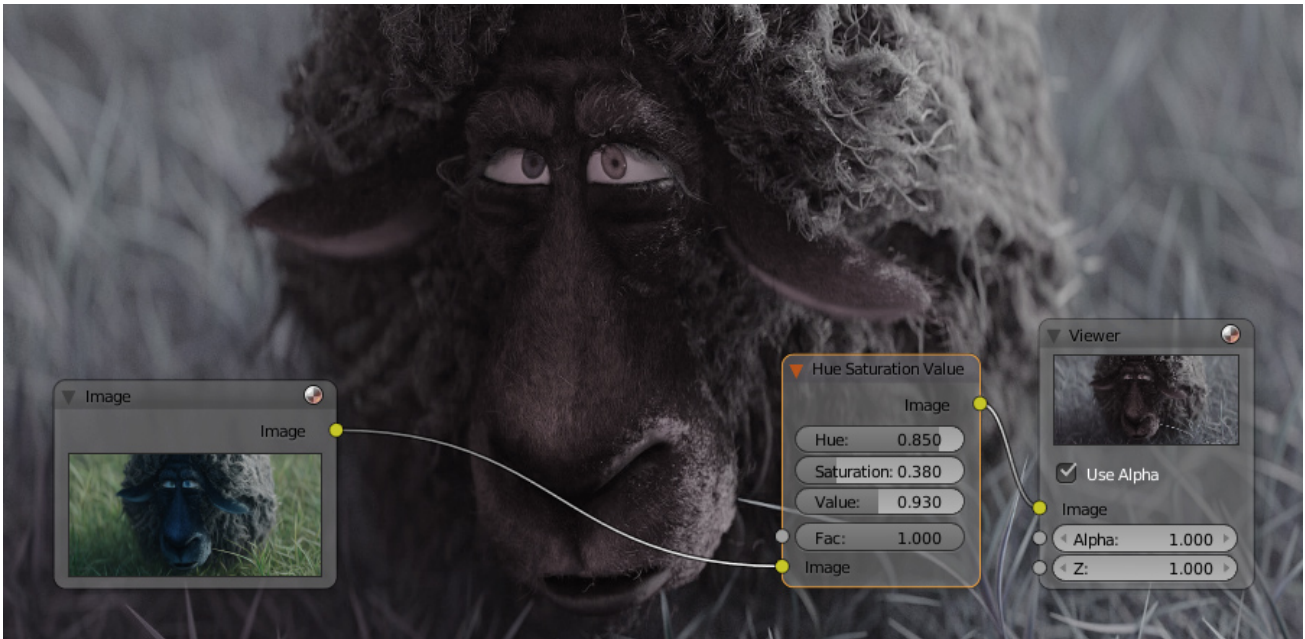 Image
Image
Hue Saturation Value
Image
Hue: 0.850
Saturation: 0.380
Value: 0.930
Fac: 1.000
Image
Viewer
Use Alpha
Image
Alpha: 1.000
Z: 1.000